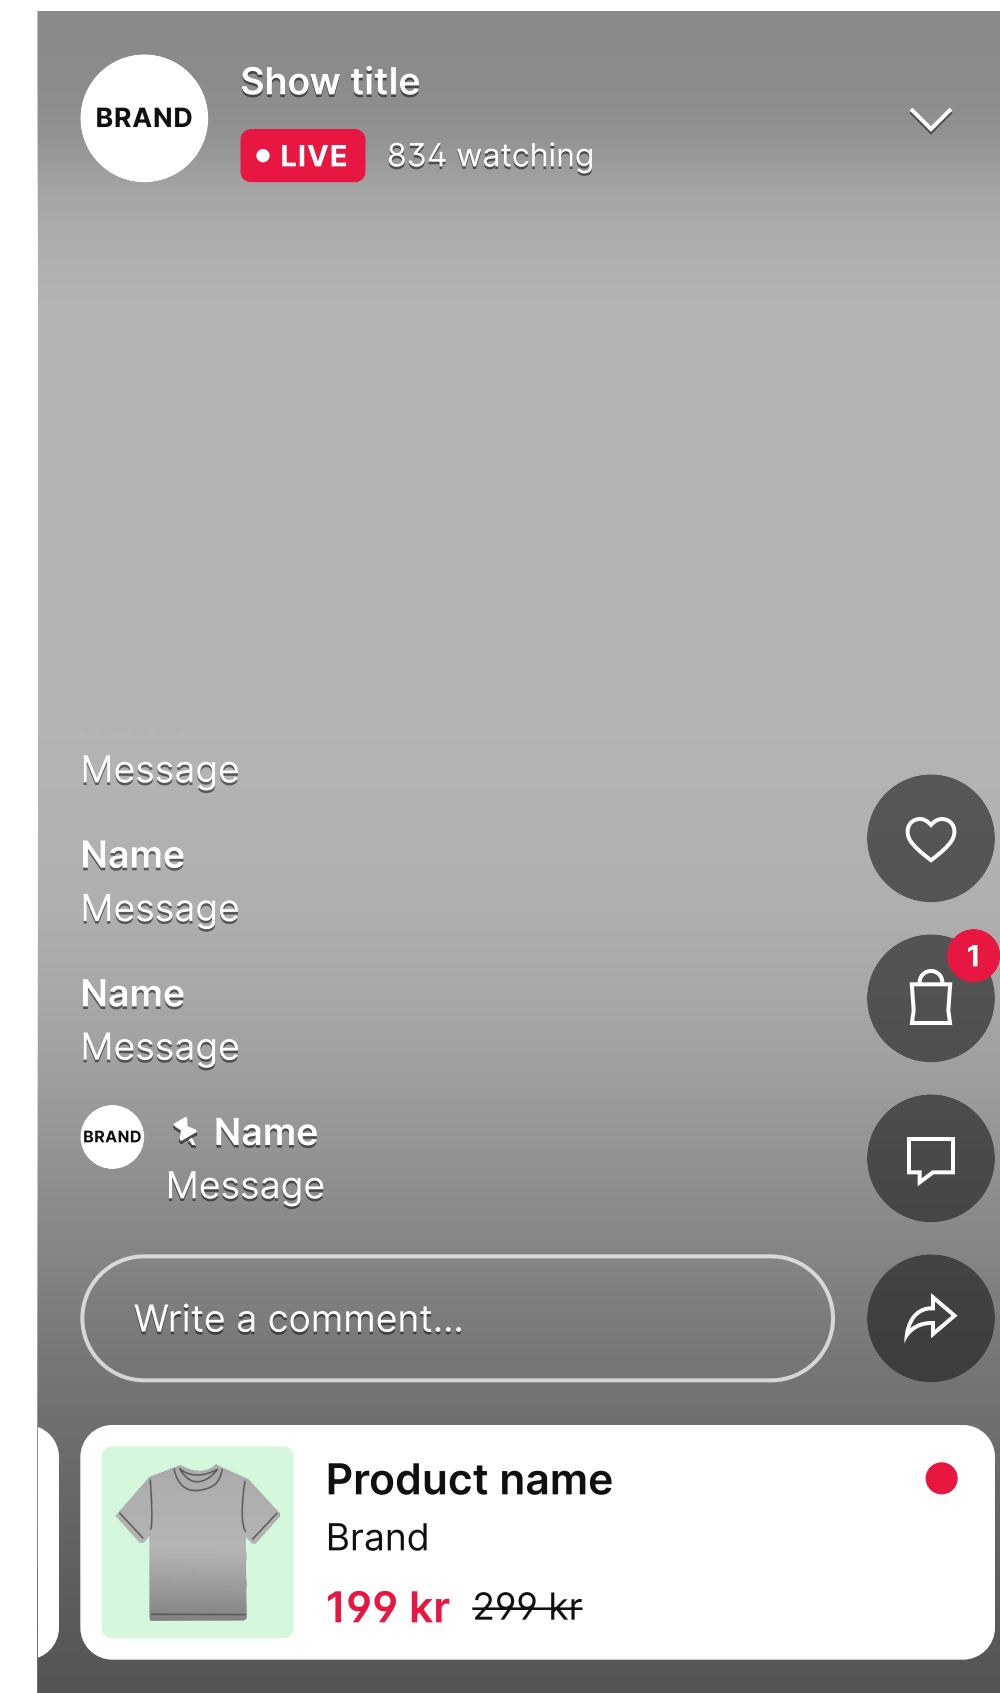 BRAND
Show title
LIVE
834 watching
Message
Name
Message
Name
Message
1
BRAND
Name
Message
Write a comment...
Product name
Brand
199 kr 299 kr